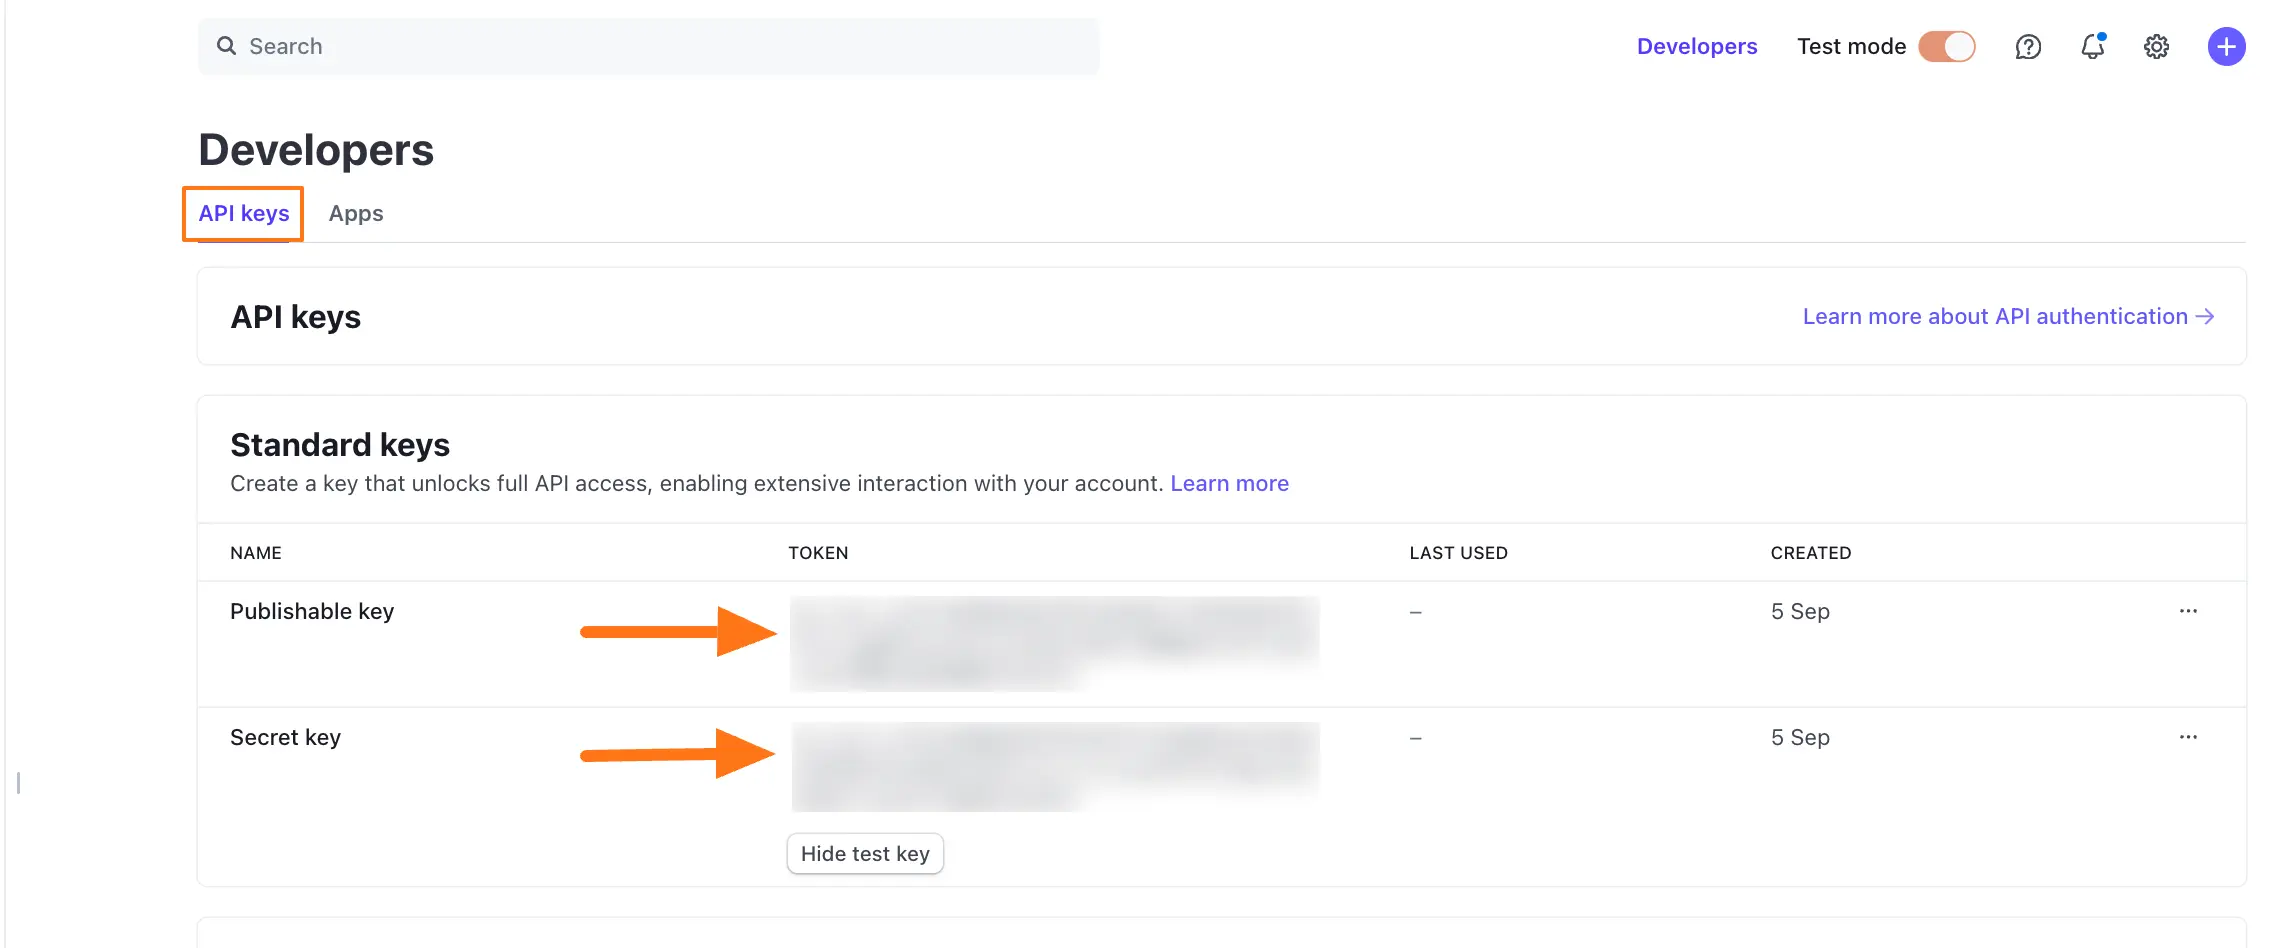 Search
Developers
Test mode
Developers
API keys
Apps
API keys
Learn more about API authentication →
Standard keys
Create a key that unlocks full API access, enabling extensive interaction with your account. Learn more
NAME TOKEN LAST USED CREATED
Publishable key – 5 Sep ...
Secret key – 5 Sep ...
Hide test key